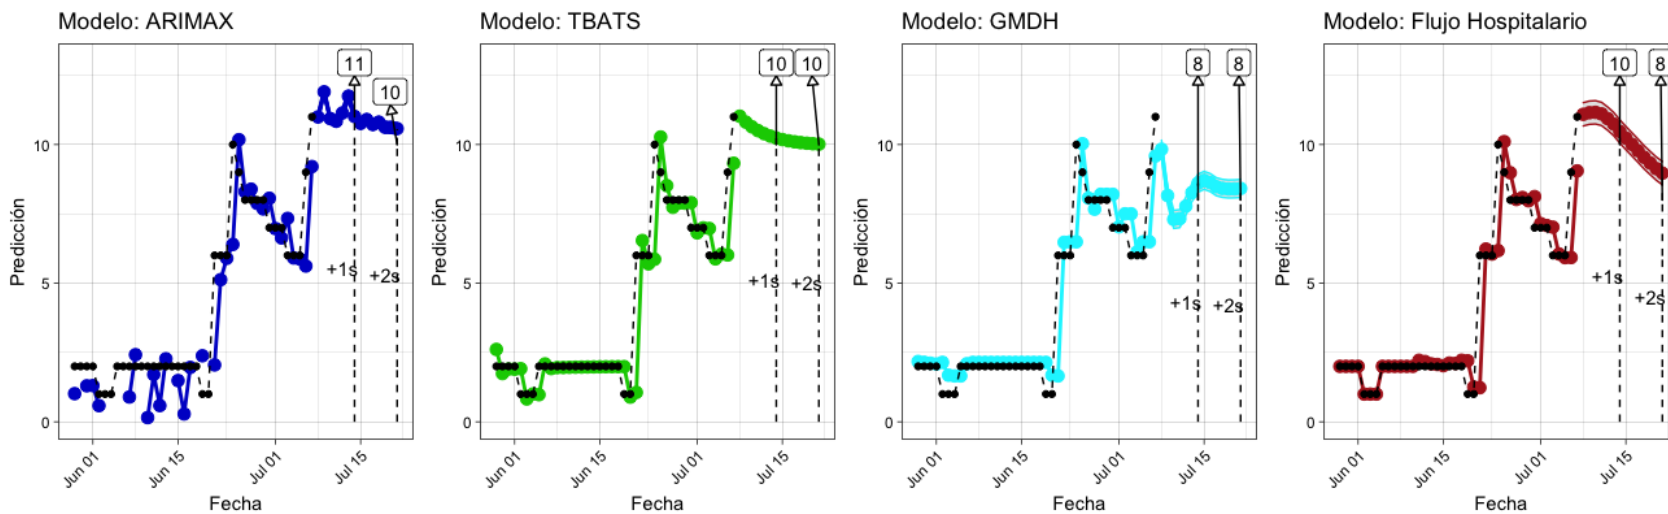 Modelo: ARIMAX
Predicción
10
5
0
11
10
+1s
+2s
Jun 01
Jun 15
Jul 01
Jul 15
Fecha
Modelo: TBATS
Predicción
10
5
0
10
10
+1s
+2s
Jun 01
Jun 15
Jul 01
Jul 15
Fecha
Modelo: GMDH
Predicción
10
5
0
8
8
+1s
+2s
Jun 01
Jun 15
Jul 01
Jul 15
Fecha
Modelo: Flujo Hospitalario
Predicción
10
5
0
10
8
+1s
+2s
Jun 01
Jun 15
Jul 01
Jul 15
Fecha